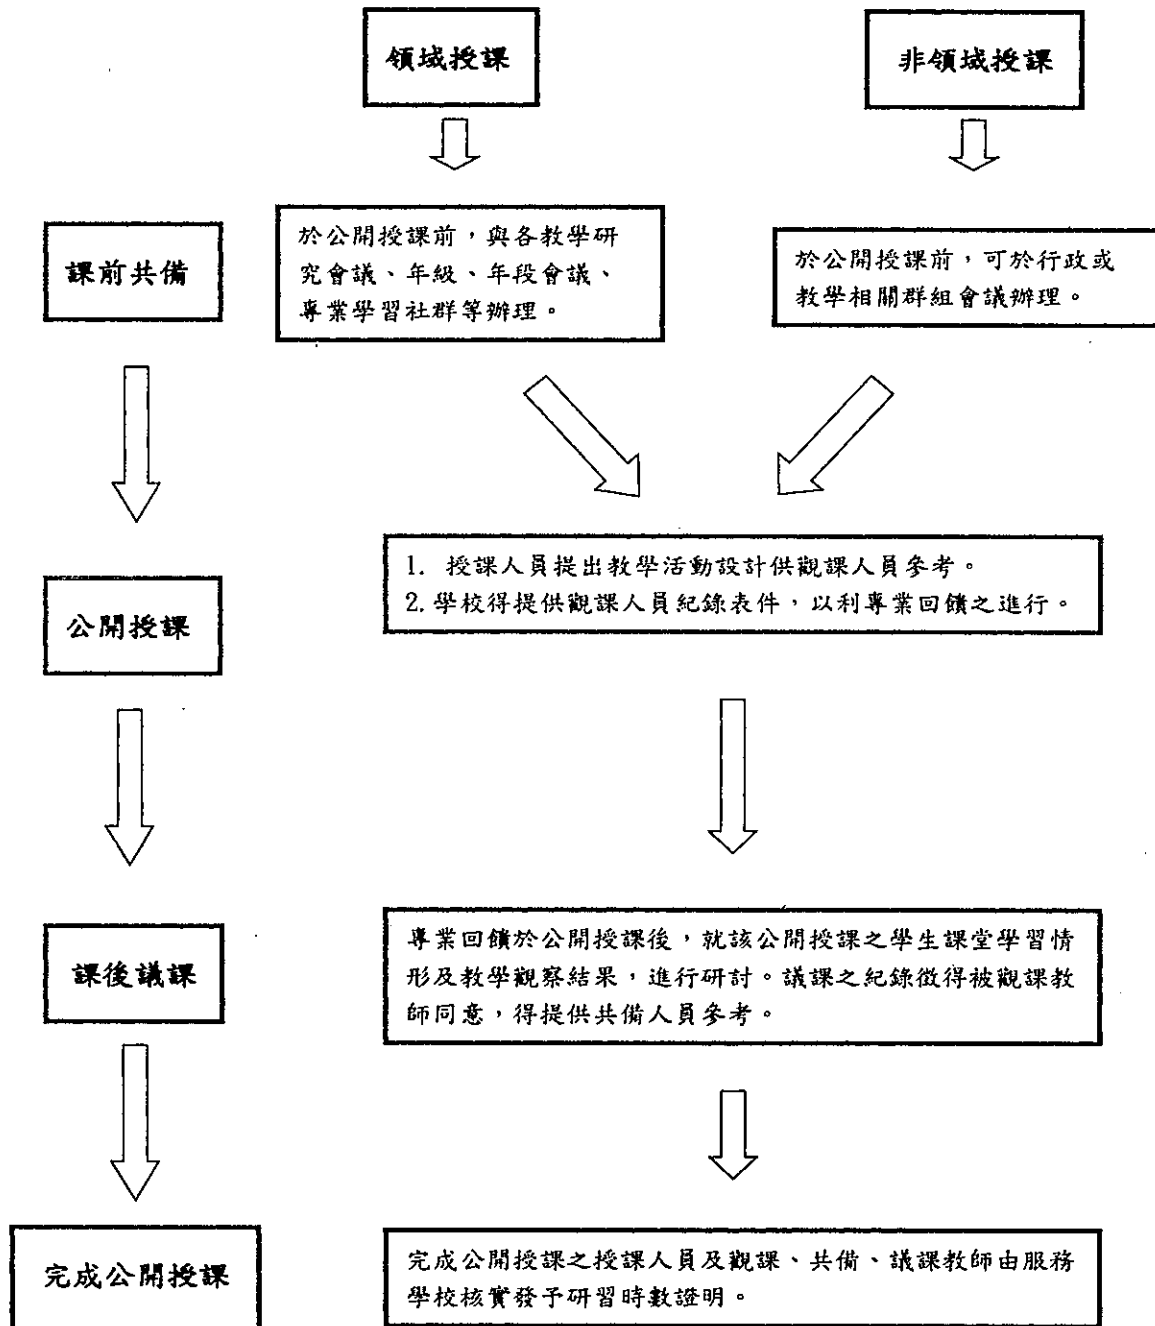 領域授課
非領域授課
課前共備
於公開授課前，與各教學研
究會議、年級、年段會議、
專業學習社群等辦理。
於公開授課前，可於行政或
教學相關群組會議辦理。
公開授課
1. 授課人員提出教學活動設計供觀課人員參考。
2. 學校得提供觀課人員紀錄表件，以利專業回饋之進行。
課後議課
專業回饋於公開授課後，就該公開授課之學生課堂學習情
形及教學觀察結果，進行研討。議課之紀錄徵得被觀課教
師同意，得提供共備人員參考。
完成公開授課
完成公開授課之授課人員及觀課、共備、議課教師由服務
學校核實發予研習時數證明。